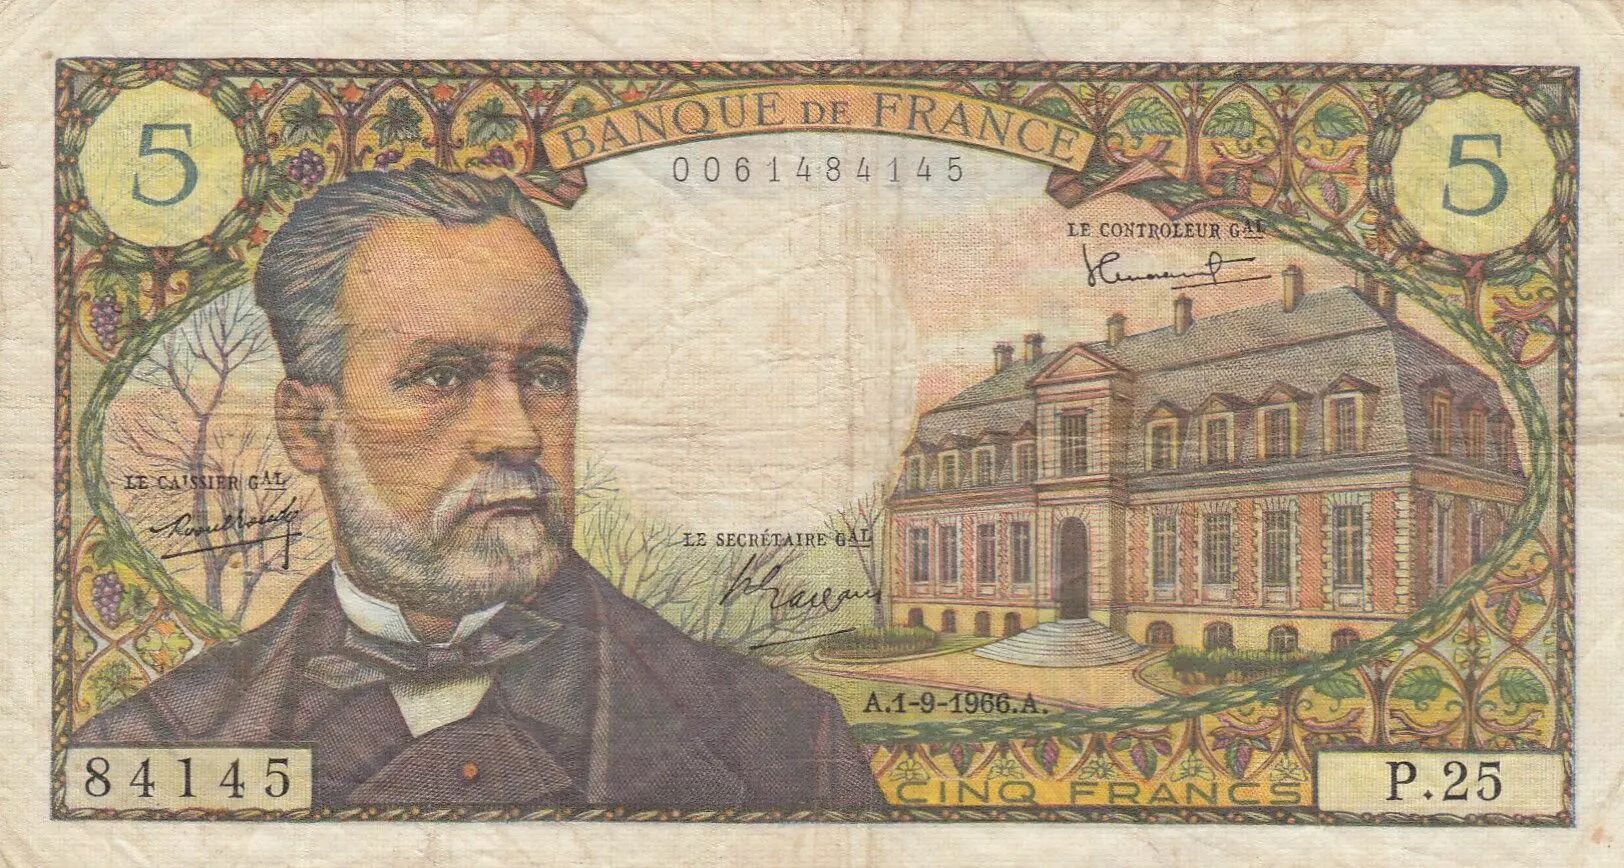 BANQUE DE FRANCE
5
5
0061484145
LE CONTROLEUR GAL
LE CAISSIER GAL
LE SECRÉTAIRE GAL
A.1-9-1966.A.
84145
CINQ FRANCS
P.25